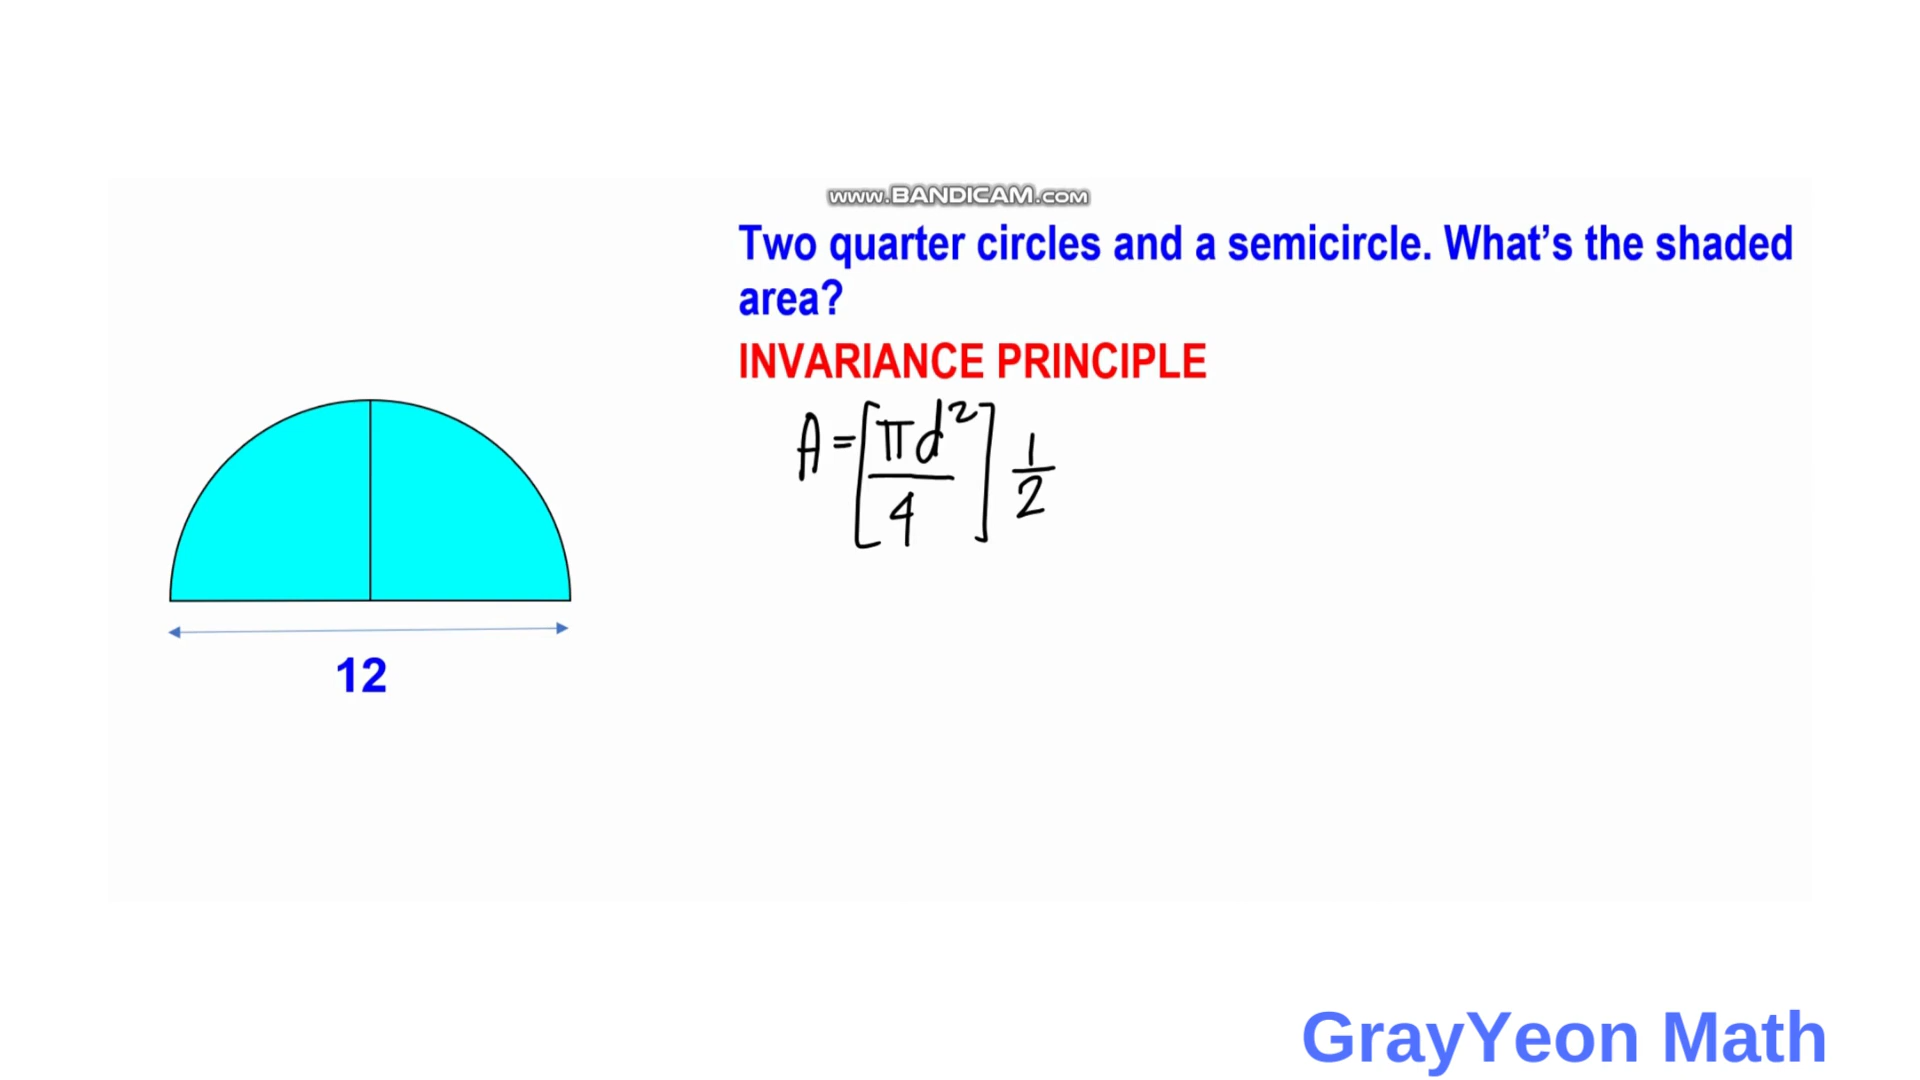 www.BANDICAM.com
Two quarter circles and a semicircle. What’s the shaded
area?
INVARIANCE PRINCIPLE
A = [πd²/4] 1/2
12
GrayYeon Math